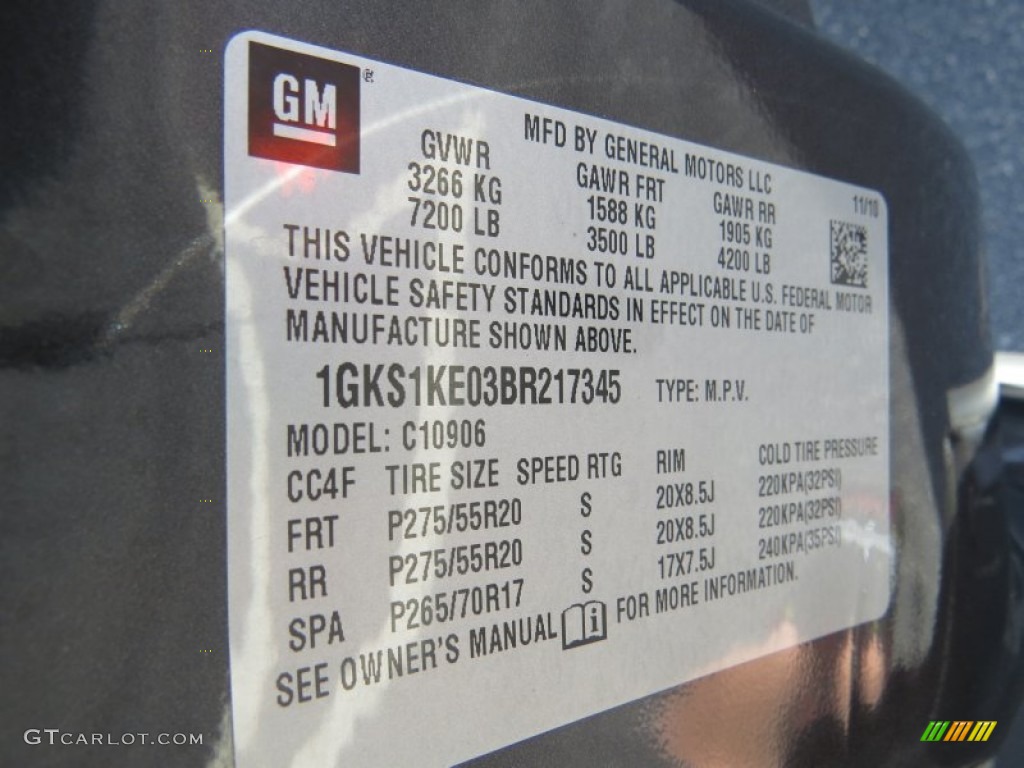 GM ®
MFD BY GENERAL MOTORS LLC
11/10
GVWR GAWR FRT GAWR RR
3266 KG 1588 KG 1905 KG
7200 LB 3500 LB 4200 LB
THIS VEHICLE CONFORMS TO ALL APPLICABLE U.S. FEDERAL MOTOR
VEHICLE SAFETY STANDARDS IN EFFECT ON THE DATE OF
MANUFACTURE SHOWN ABOVE.
1GKS1KE03BR217345 TYPE: M.P.V.
MODEL: C10906
CC4F TIRE SIZE SPEED RTG RIM COLD TIRE PRESSURE
FRT P275/55R20 S 20X8.5J 220KPA(32PSI)
RR P275/55R20 S 20X8.5J 220KPA(32PSI)
SPA P265/70R17 S 17X7.5J 240KPA(35PSI)
SEE OWNER'S MANUAL i FOR MORE INFORMATION.
GTCARLOT.COM